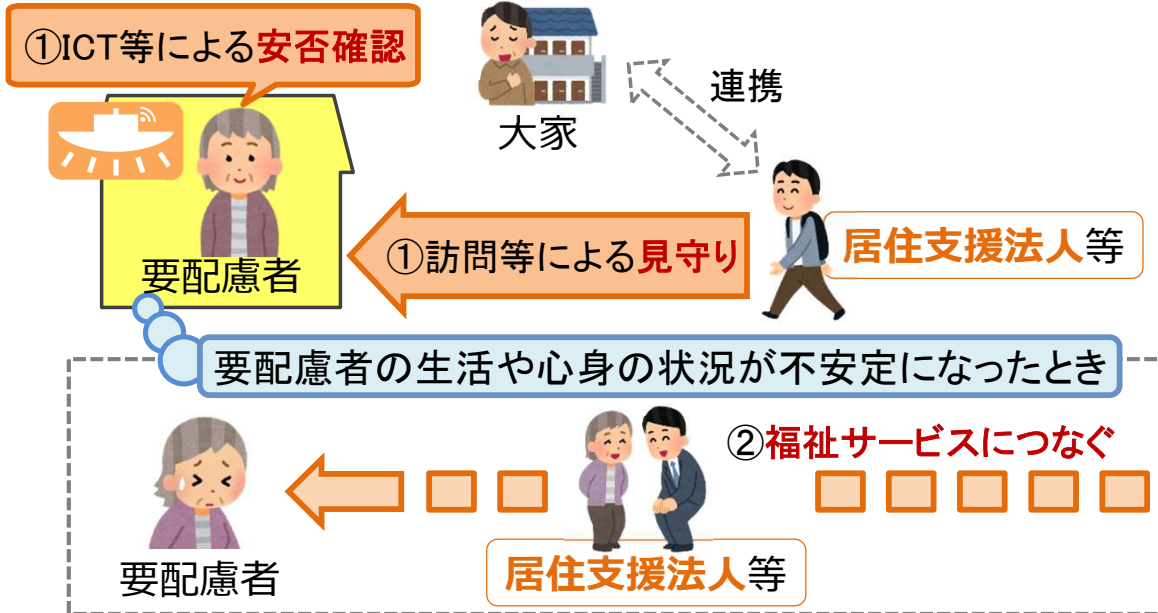 ①ICT等による安否確認
大家
連携
要配慮者
①訪問等による見守り
居住支援法人等
要配慮者の生活や心身の状況が不安定になったとき
②福祉サービスにつなぐ
要配慮者
居住支援法人等